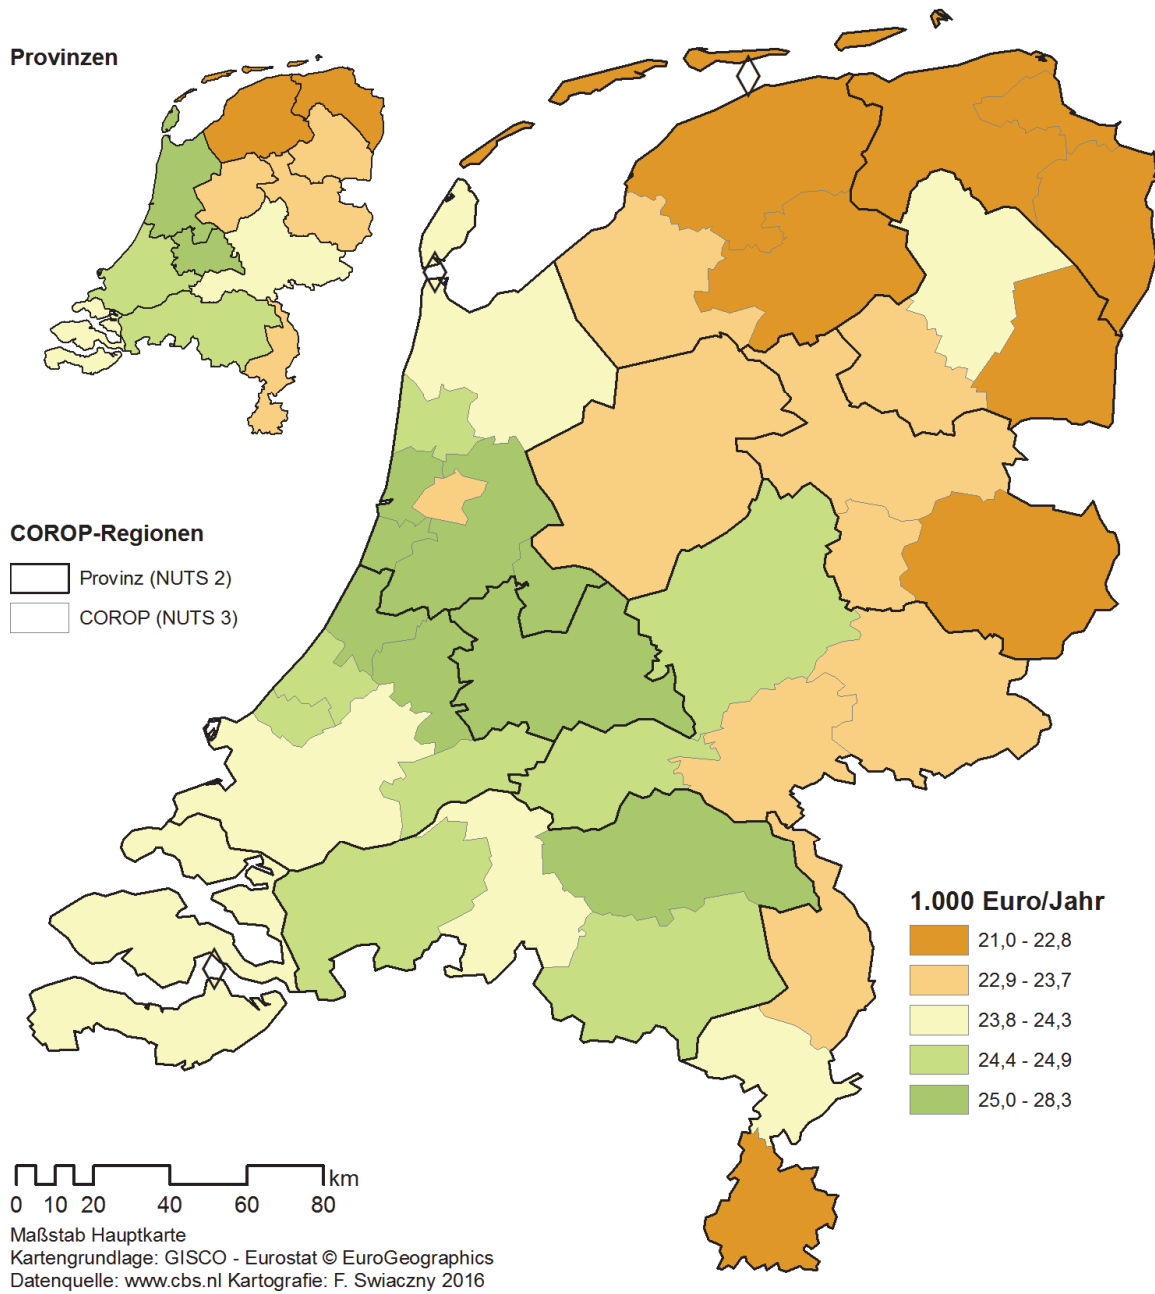 Provinzen
COROP-Regionen
Provinz (NUTS 2)
COROP (NUTS 3)
1.000 Euro/Jahr
21,0 - 22,8
22,9 - 23,7
23,8 - 24,3
24,4 - 24,9
25,0 - 28,3
km
0 10 20 40 60 80
Maßstab Hauptkarte
Kartengrundlage: GISCO - Eurostat © EuroGeographics
Datenquelle: www.cbs.nl Kartografie: F. Swiaczny 2016